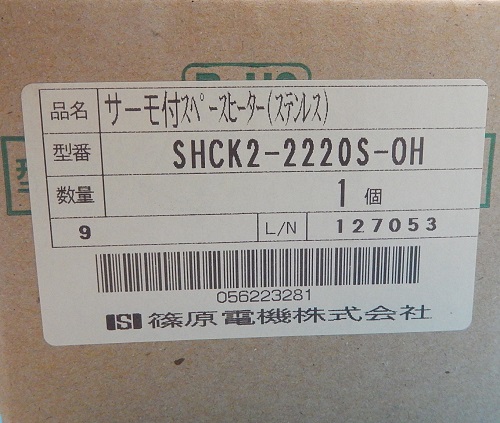 RoHS
品名 サーモ付スペースヒーター(ステンレス)
型番 SHCK2-2220S-OH
数量 1 個
9 L/N 127053
056223281
ISI 篠原電機株式会社